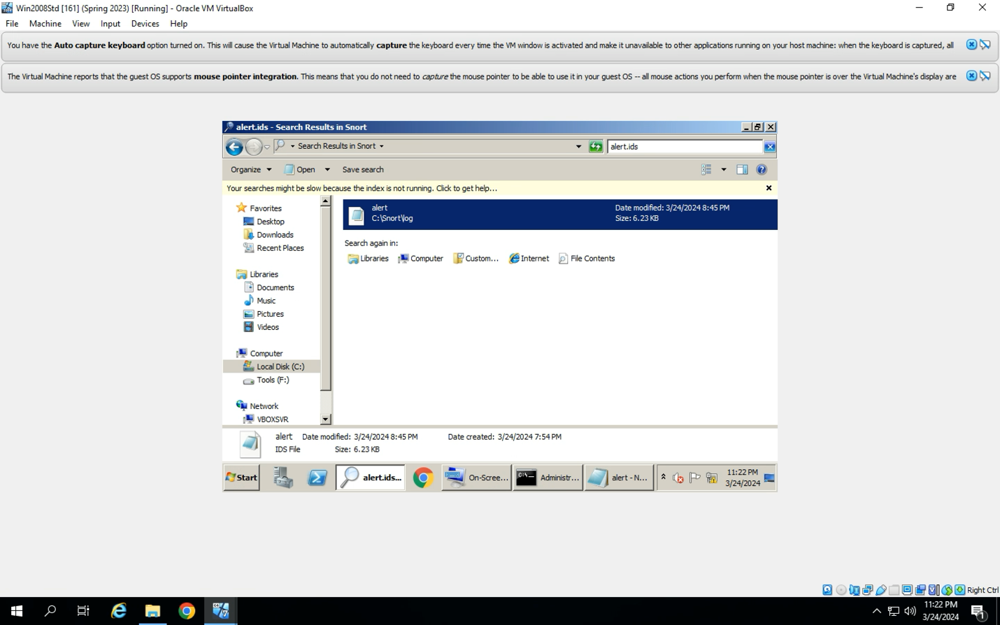 Win2008Std [161] (Spring 2023) [Running] - Oracle VM VirtualBox
File Machine View Input Devices Help
You have the Auto capture keyboard option turned on. This will cause the Virtual Machine to automatically capture the keyboard every time the VM window is activated and make it unavailable to other applications running on your host machine: when the keyboard is captured, all
The Virtual Machine reports that the guest OS supports mouse pointer integration. This means that you do not need to capture the mouse pointer to be able to use it in your guest OS -- all mouse actions you perform when the mouse pointer is over the Virtual Machine's display are
alert.ids - Search Results in Snort
Search Results in Snort
alert.ids
Organize Open Save search
Your searches might be slow because the index is not running. Click to get help...
Favorites
Desktop
Downloads
Recent Places
Libraries
Documents
Music
Pictures
Videos
Computer
Local Disk (C:)
Tools (F:)
Network
VBOXSVR
alert Date modified: 3/24/2024 8:45 PM
C:\Snort\log Size: 6.23 KB
Search again in:
Libraries Computer Custom... Internet File Contents
alert Date modified: 3/24/2024 8:45 PM Date created: 3/24/2024 7:54 PM
IDS File Size: 6.23 KB
Start alert.ids... On-Scree... Administr... alert - N... 11:22 PM
3/24/2024
Right Ctrl
11:22 PM
3/24/2024
1